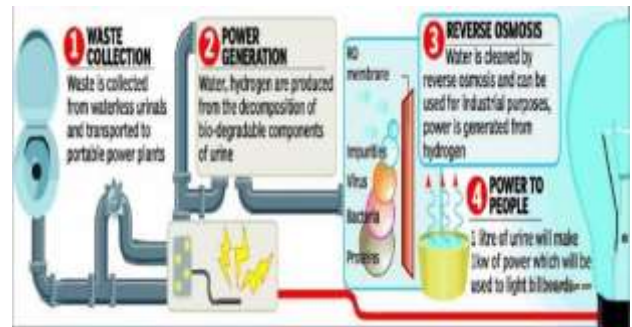 1 WASTE
COLLECTION
Waste is collected
from waterless urinals
and transported to
portable power plants
2 POWER
GENERATION
Water, hydrogen are produced
from the decomposition of
bio-degradable components
of urine
RO
membrane
Impurities
Virus
Bacteria
Proteins
3 REVERSE OSMOSIS
Water is cleaned by
reverse osmosis and can be
used for industrial purposes,
power is generated from
hydrogen
4 POWER TO
PEOPLE
1 litre of urine will make
1kw of power which will be
used to light billboards